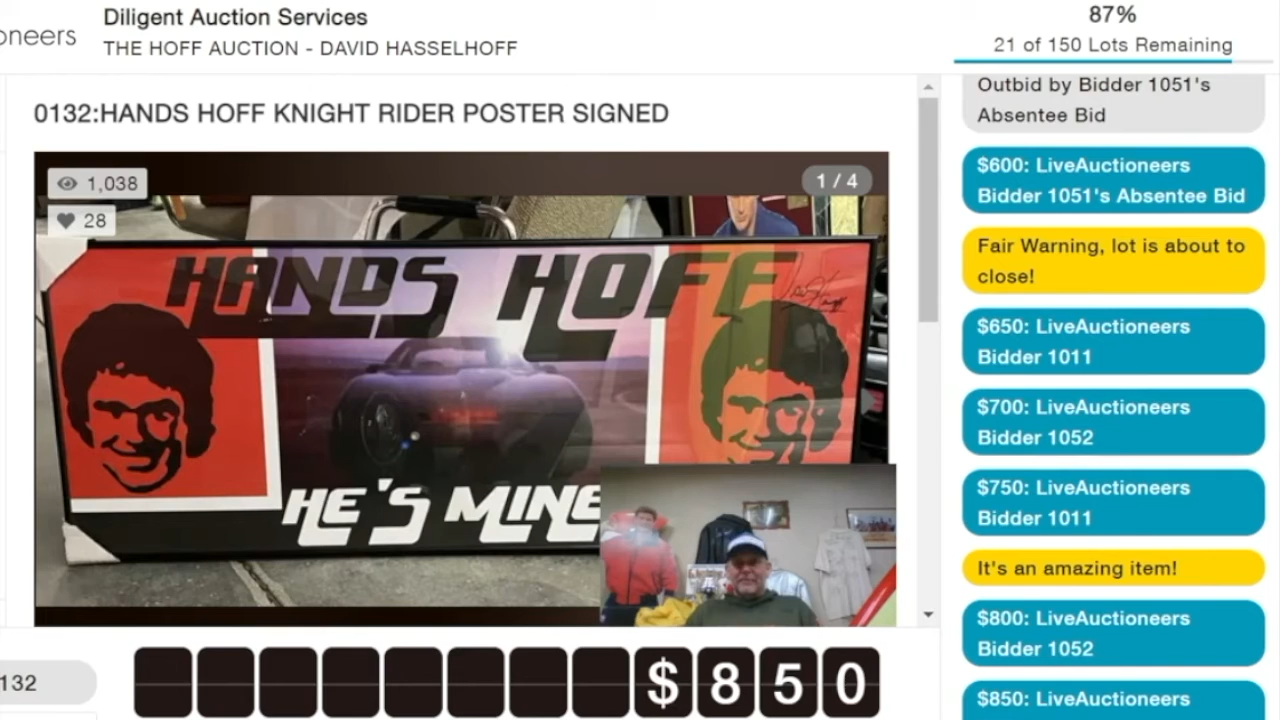 oneers
Diligent Auction Services
THE HOFF AUCTION - DAVID HASSELHOFF
87%
21 of 150 Lots Remaining
0132:HANDS HOFF KNIGHT RIDER POSTER SIGNED
1,038
28
1 / 4
HANDS HOFF
HE'S MINE
132
$850
Outbid by Bidder 1051's
Absentee Bid
$600: LiveAuctioneers
Bidder 1051's Absentee Bid
Fair Warning, lot is about to
close!
$650: LiveAuctioneers
Bidder 1011
$700: LiveAuctioneers
Bidder 1052
$750: LiveAuctioneers
Bidder 1011
It's an amazing item!
$800: LiveAuctioneers
Bidder 1052
$850: LiveAuctioneers